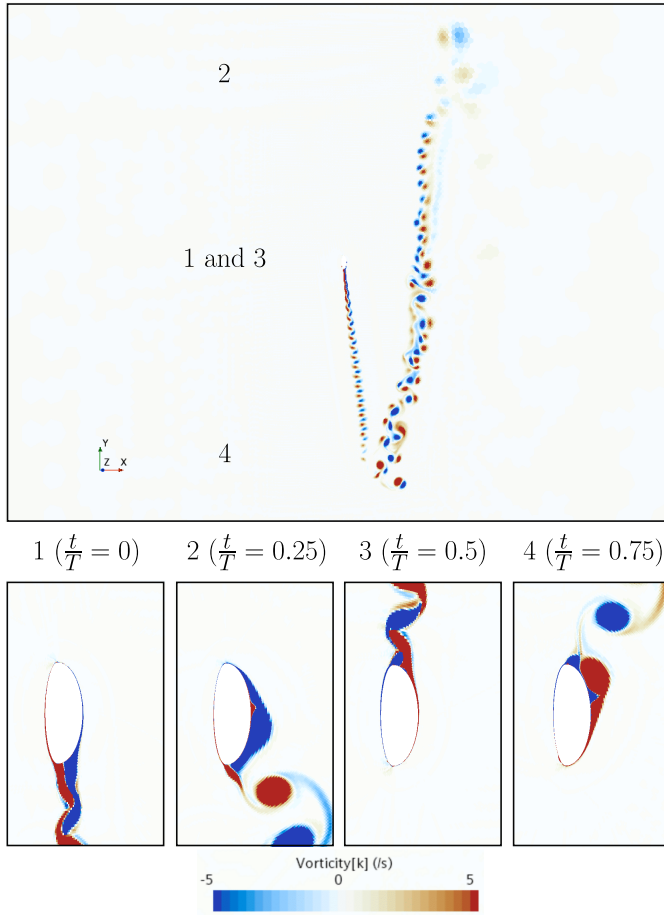 2
1 and 3
4
Y
Z X
1 (t/T = 0) 2 (t/T = 0.25) 3 (t/T = 0.5) 4 (t/T = 0.75)
Vorticity[k] (/s)
-5 0 5